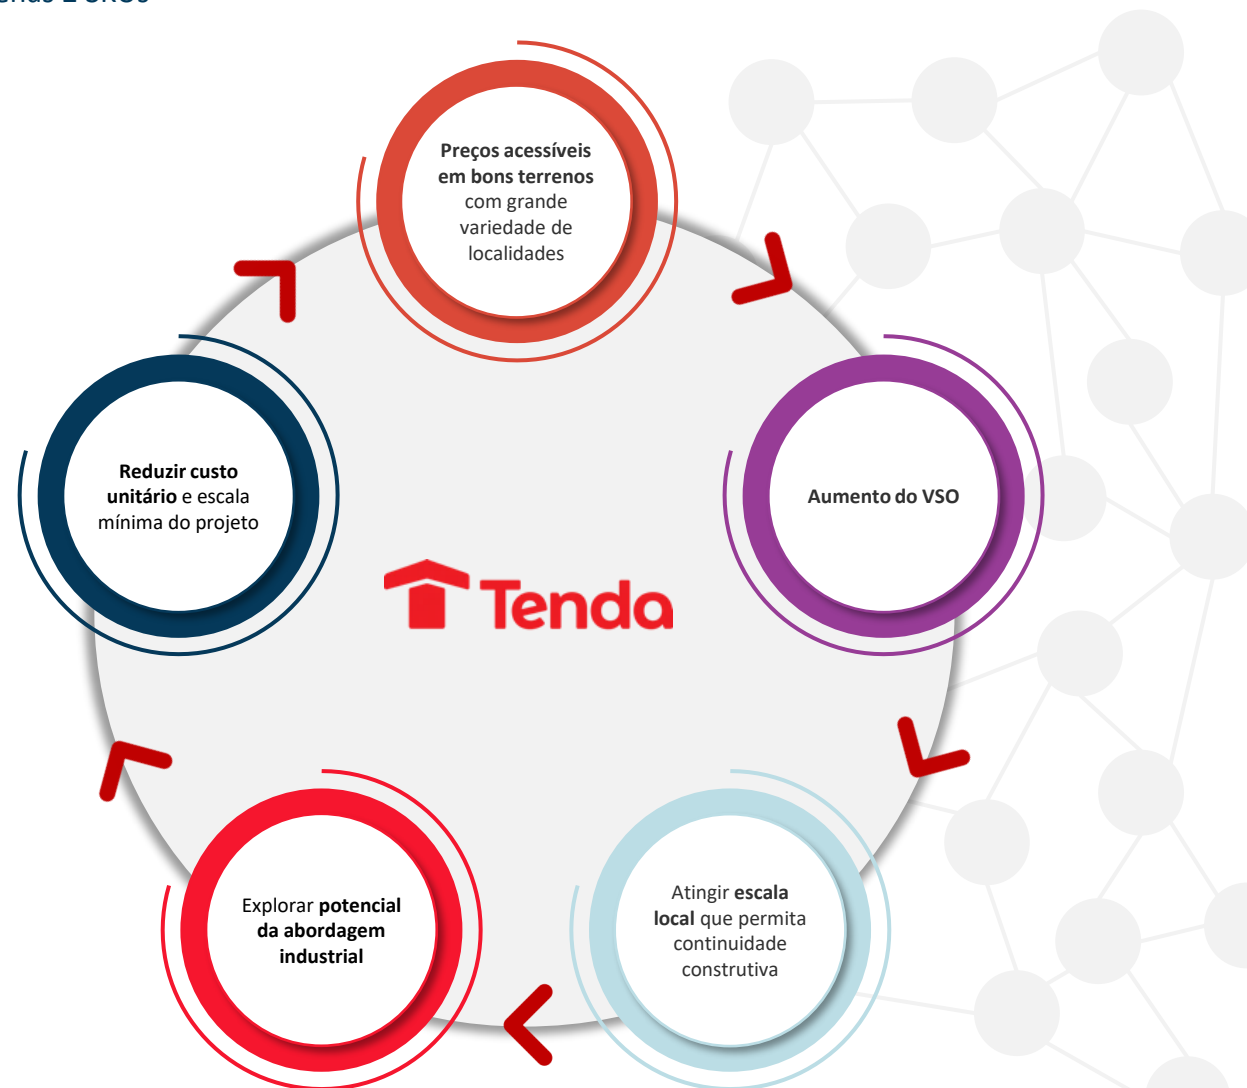 Preços acessíveis
em bons terrenos
com grande
variedade de
localidades
Aumento do VSO
Atingir escala
local que permita
continuidade
construtiva
Explorar potencial
da abordagem
industrial
Reduzir custo
unitário e escala
mínima do projeto
Tenda